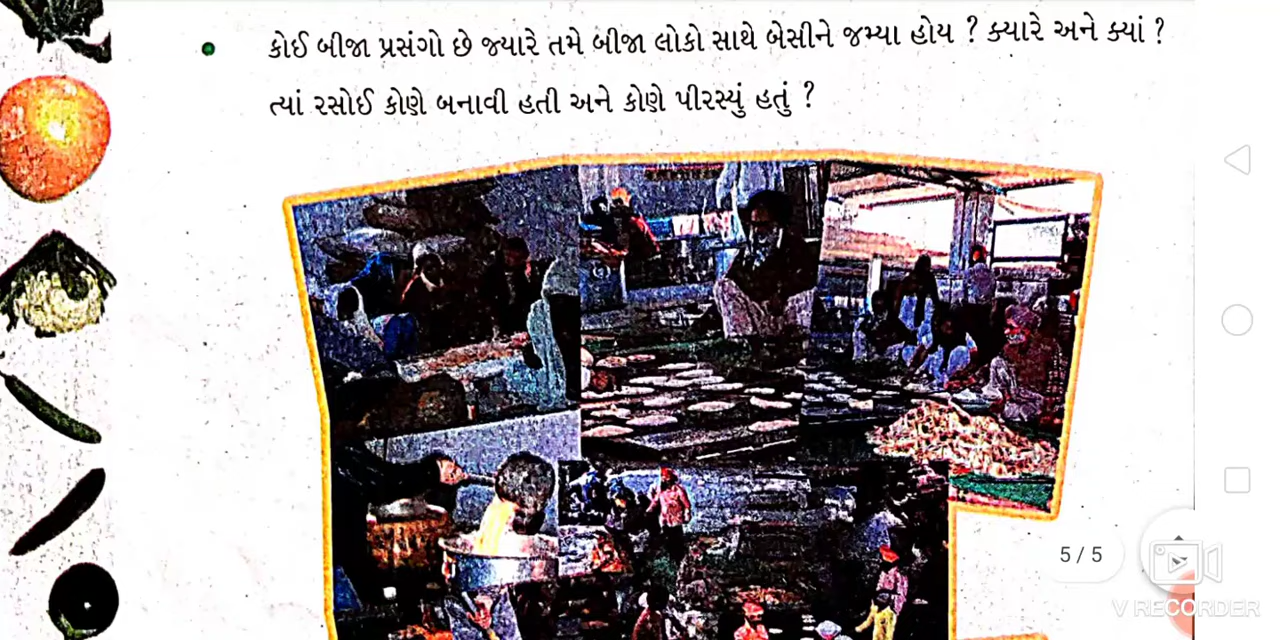 કોઈ બીજા પ્રસંગો છે જ્યારે તમે બીજા લોકો સાથે બેસીને જમ્યા હોય ? ક્યારે અને ક્યાં ?
ત્યાં રસોઈ કોણે બનાવી હતી અને કોણે પીરસ્યું હતું ?
5 / 5
V RECORDER